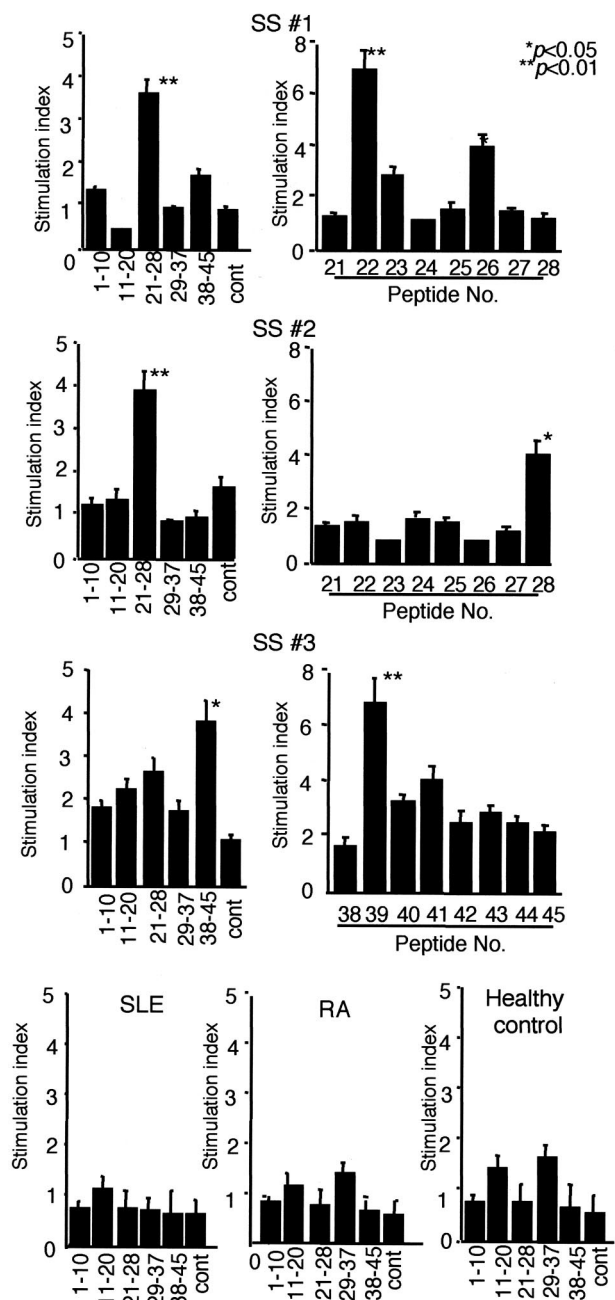 SS #1
*p<0.05
**p<0.01
Stimulation index
5
4
3
2
1
0
**
1-10
11-20
21-28
29-37
38-45
cont
Stimulation index
8
6
4
2
0
**
*
21 22 23 24 25 26 27 28
Peptide No.
SS #2
Stimulation index
5
4
3
2
1
0
**
1-10
11-20
21-28
29-37
38-45
cont
Stimulation index
8
6
4
2
0
*
21 22 23 24 25 26 27 28
Peptide No.
SS #3
Stimulation index
5
4
3
2
1
0
*
1-10
11-20
21-28
29-37
38-45
cont
Stimulation index
8
6
4
2
0
**
38 39 40 41 42 43 44 45
Peptide No.
SLE
Stimulation index
5
4
3
2
1
0
1-10
11-20
21-28
29-37
38-45
cont
RA
Stimulation index
5
4
3
2
1
0
1-10
11-20
21-28
29-37
38-45
cont
Healthy
control
Stimulation index
5
4
3
2
1
0
1-10
11-20
21-28
29-37
38-45
cont